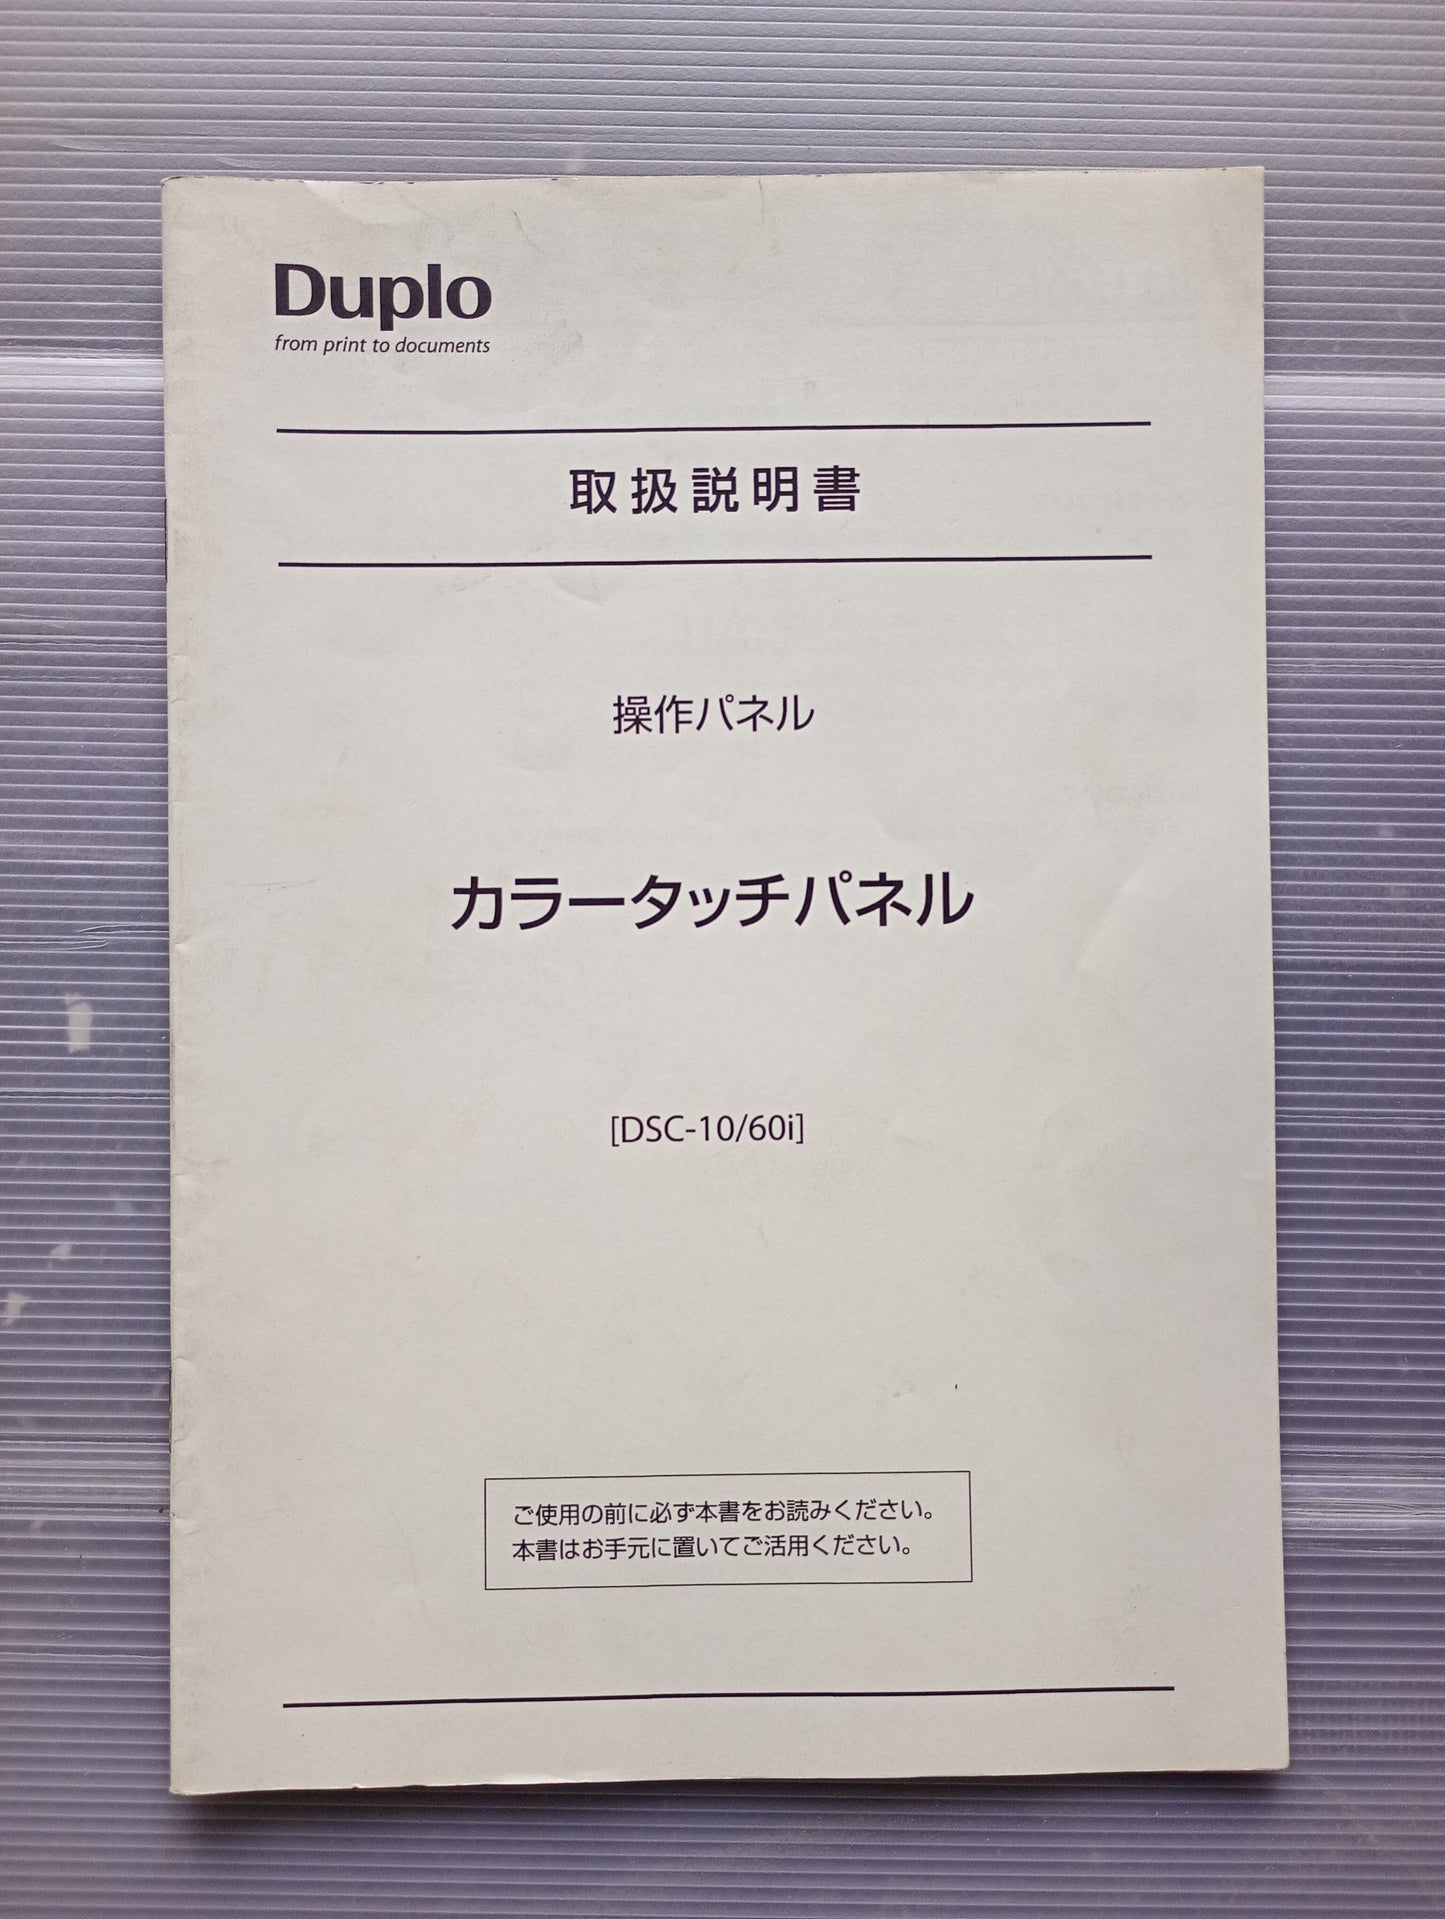 Duplo
from print to documents
取扱説明書
操作パネル
カラータッチパネル
[DSC-10/60i]
ご使用の前に必ず本書をお読みください。
本書はお手元に置いてご活用ください。